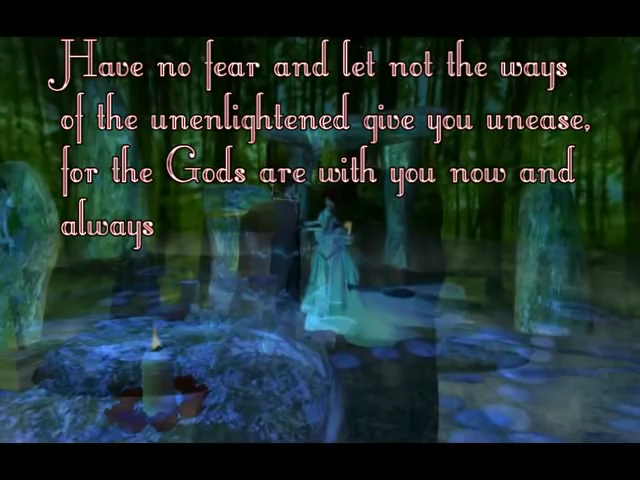 Have no fear and let not the ways
of the unenlightened give you unease,
for the Gods are with you now and
always